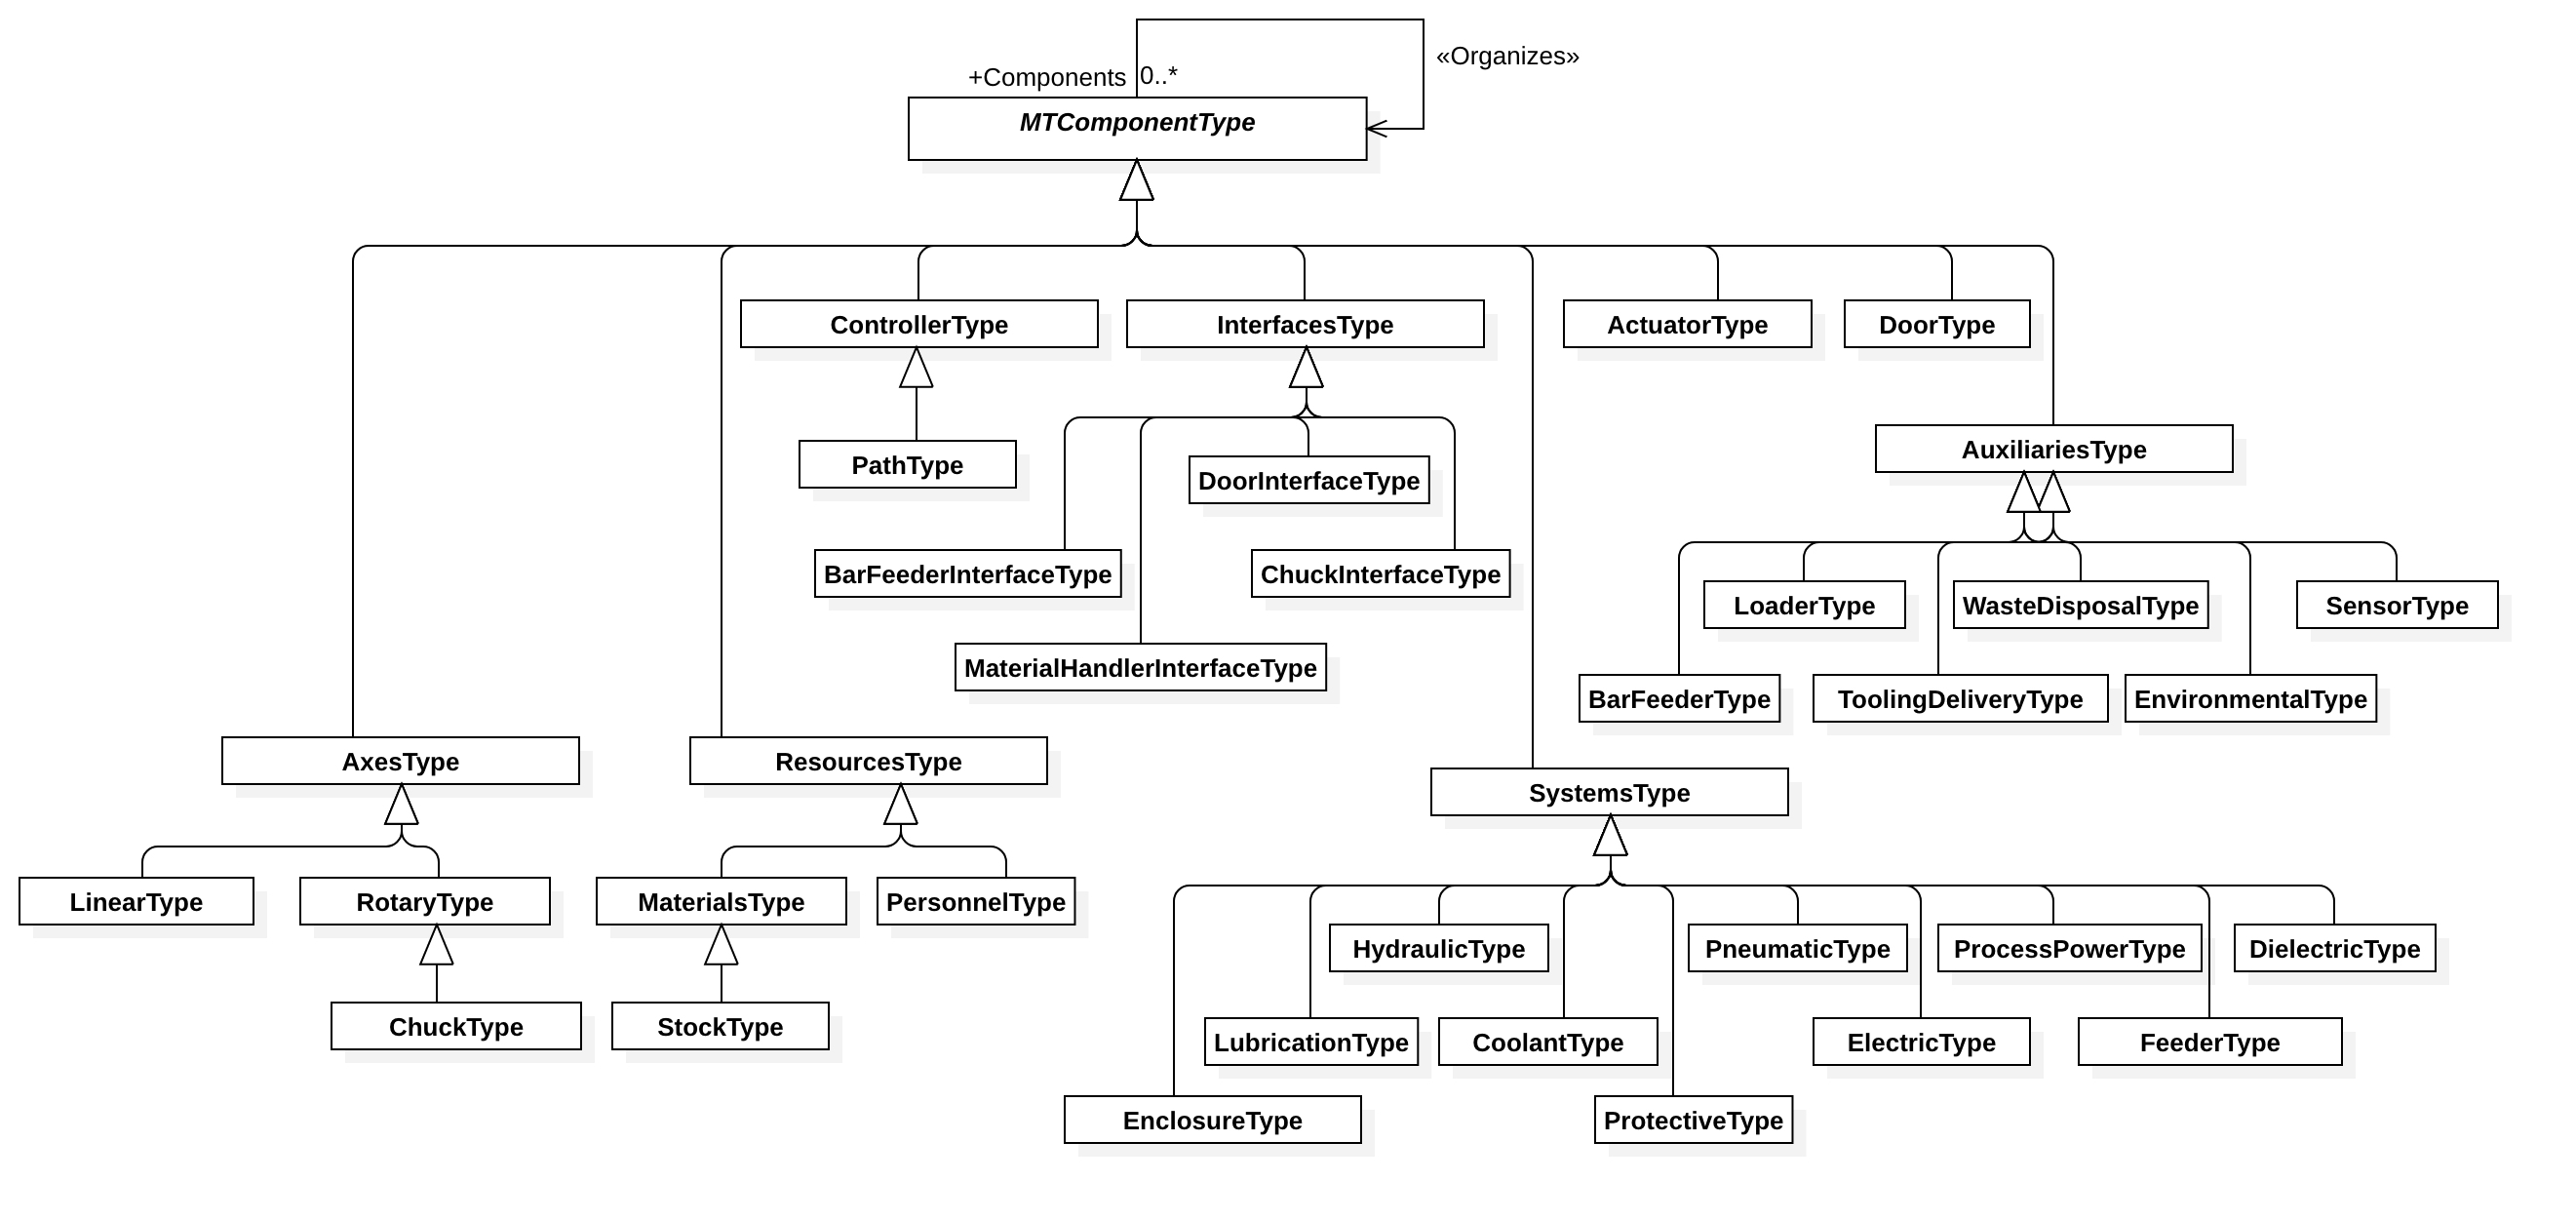 «Organizes»
+Components
0..*
MTComponentType
ControllerType
InterfacesType
ActuatorType
DoorType
AuxiliariesType
PathType
DoorInterfaceType
BarFeederInterfaceType
ChuckInterfaceType
LoaderType
WasteDisposalType
SensorType
MaterialHandlerInterfaceType
BarFeederType
ToolingDeliveryType
EnvironmentalType
AxesType
ResourcesType
SystemsType
LinearType
RotaryType
MaterialsType
PersonnelType
HydraulicType
PneumaticType
ProcessPowerType
DielectricType
ChuckType
StockType
LubricationType
CoolantType
ElectricType
FeederType
EnclosureType
ProtectiveType